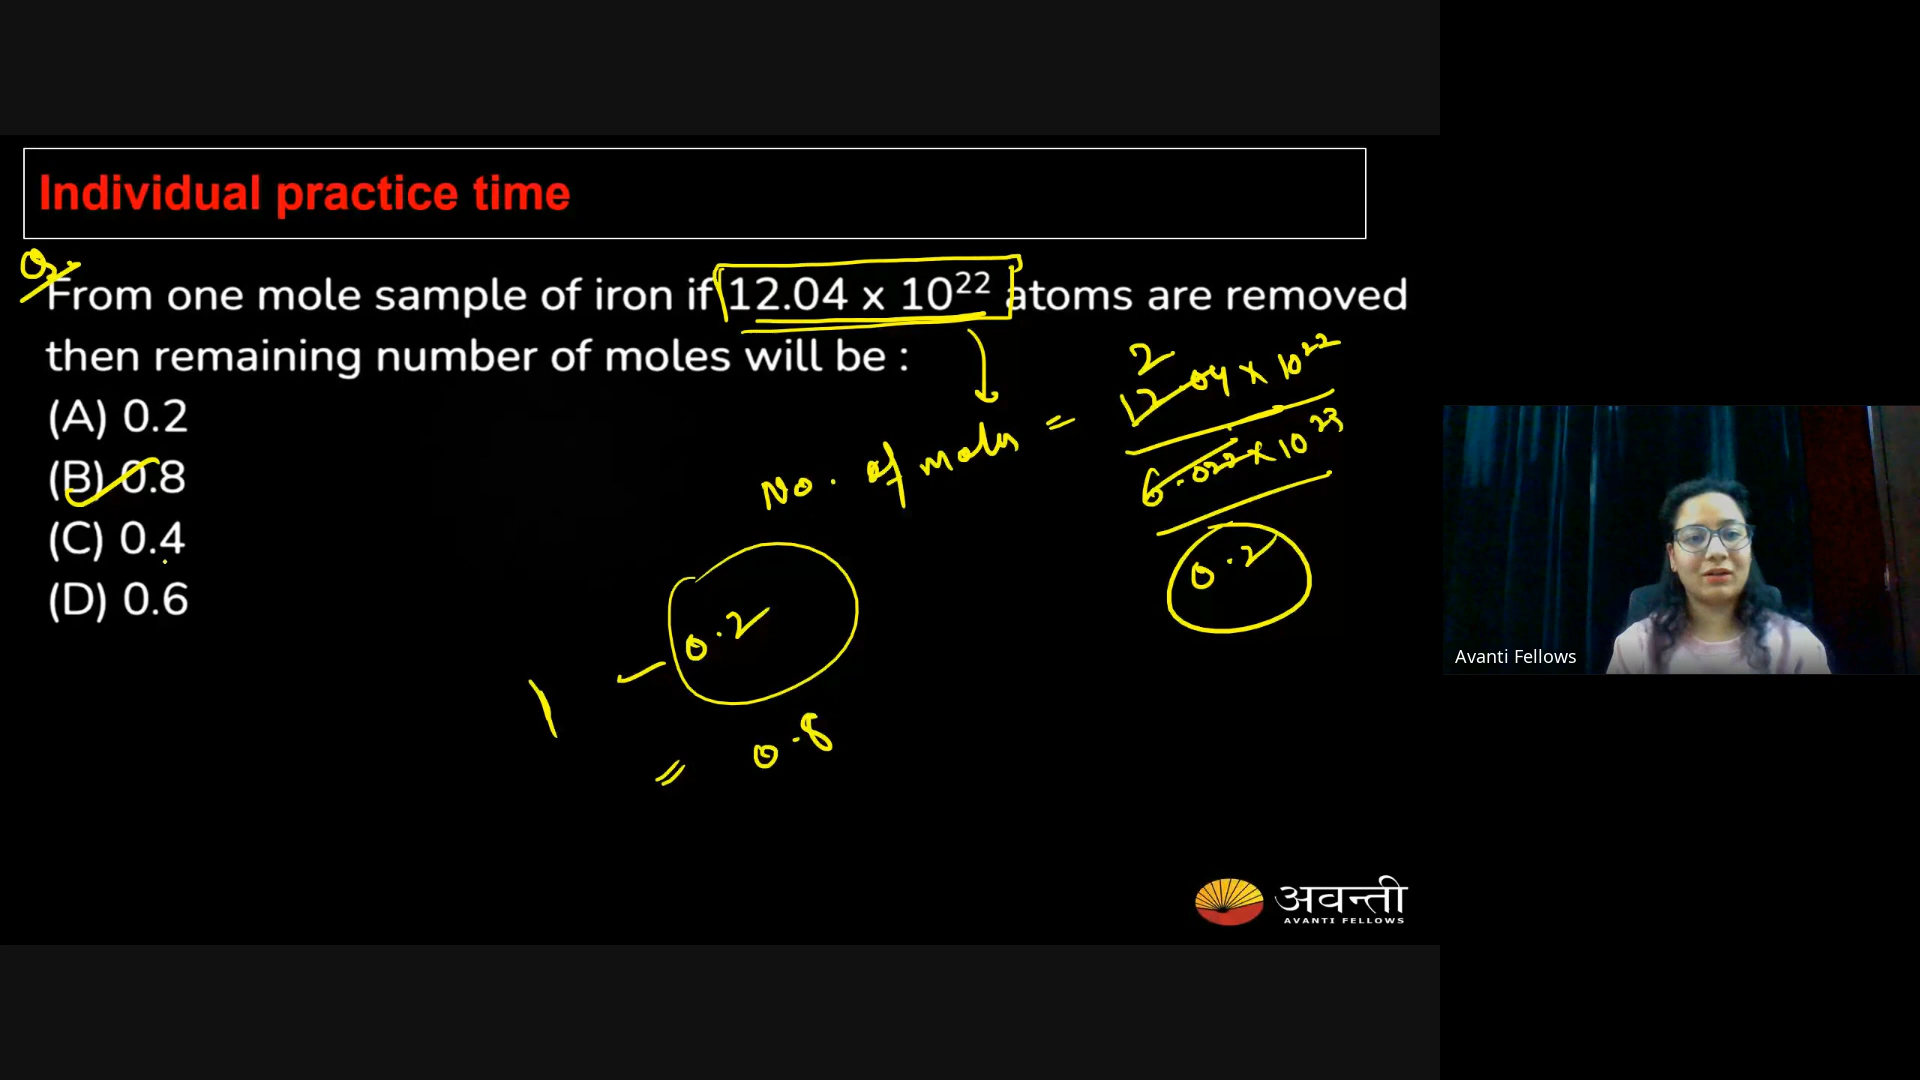 Individual practice time
Q.
From one mole sample of iron if 12.04 x 10²² atoms are removed
then remaining number of moles will be :
(A) 0.2
(B) 0.8
(C) 0.4
(D) 0.6
No. of moles = 12.04 x 10²² / 6.022 x 10²³
2
0.2
1 - 0.2
= 0.8
Avanti Fellows
अवन्ती
AVANTI FELLOWS